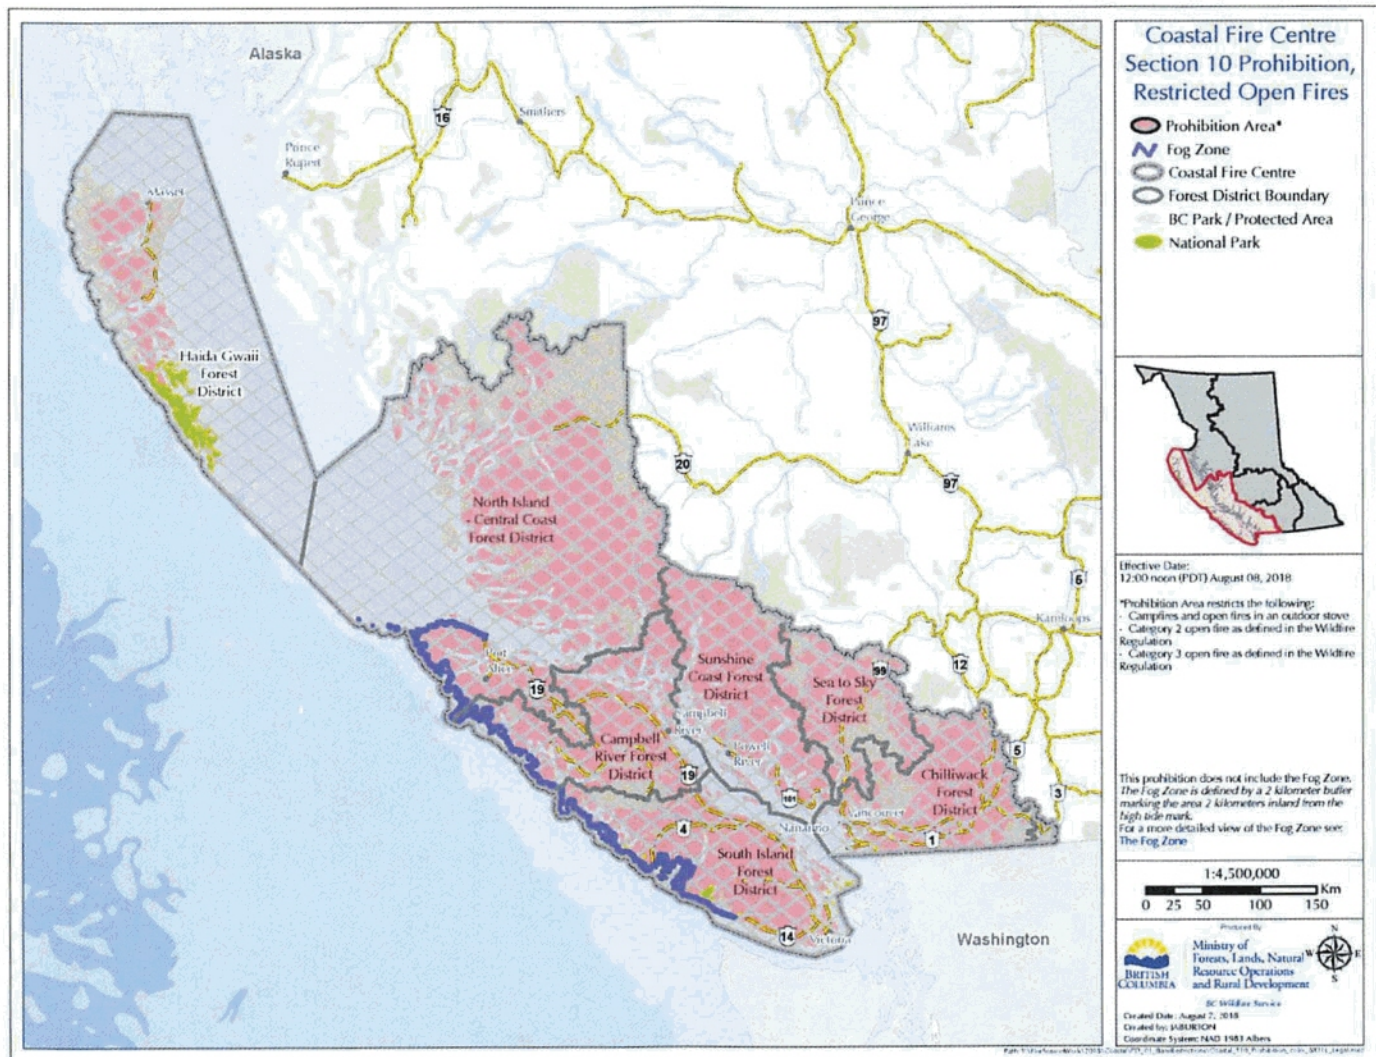 Coastal Fire Centre
Section 10 Prohibition,
Restricted Open Fires
Prohibition Area*
Fog Zone
Coastal Fire Centre
Forest District Boundary
BC Park / Protected Area
National Park
Alaska
16
Smithers
Prince
Rupert
Masset
Prince
George
97
Haida Gwaii
Forest
District
Williams
Lake
20
97
North Island
- Central Coast
Forest District
5
Kamloops
12
99
Sunshine
Coast Forest
District
Sea to Sky
Forest
District
Port
19
Campbell
River
Campbell
River Forest
District
Powell
River
19
101
Chilliwack
Forest
District
5
3
Vancouver
Nanaimo
1
4
South Island
Forest
District
14
Victoria
Washington
Effective Date:
12:00 noon (PDT) August 08, 2018
*Prohibition Area restricts the following:
- Campfires and open fires in an outdoor stove
- Category 2 open fire as defined in the Wildfire
Regulation
- Category 3 open fire as defined in the Wildfire
Regulation
This prohibition does not include the Fog Zone.
The Fog Zone is defined by a 2 kilometer buffer
marking the area 2 kilometers inland from the
high tide mark.
For a more detailed view of the Fog Zone see:
The Fog Zone
1:4,500,000
Km
0 25 50 100 150
Produced By
BRITISH
COLUMBIA
Ministry of
Forests, Lands, Natural
Resource Operations
and Rural Development
N
W E
S
BC Wildfire Service
Created Date: August 7, 2018
Created by: JABURTON
Coordinate System: NAD 1983 Albers